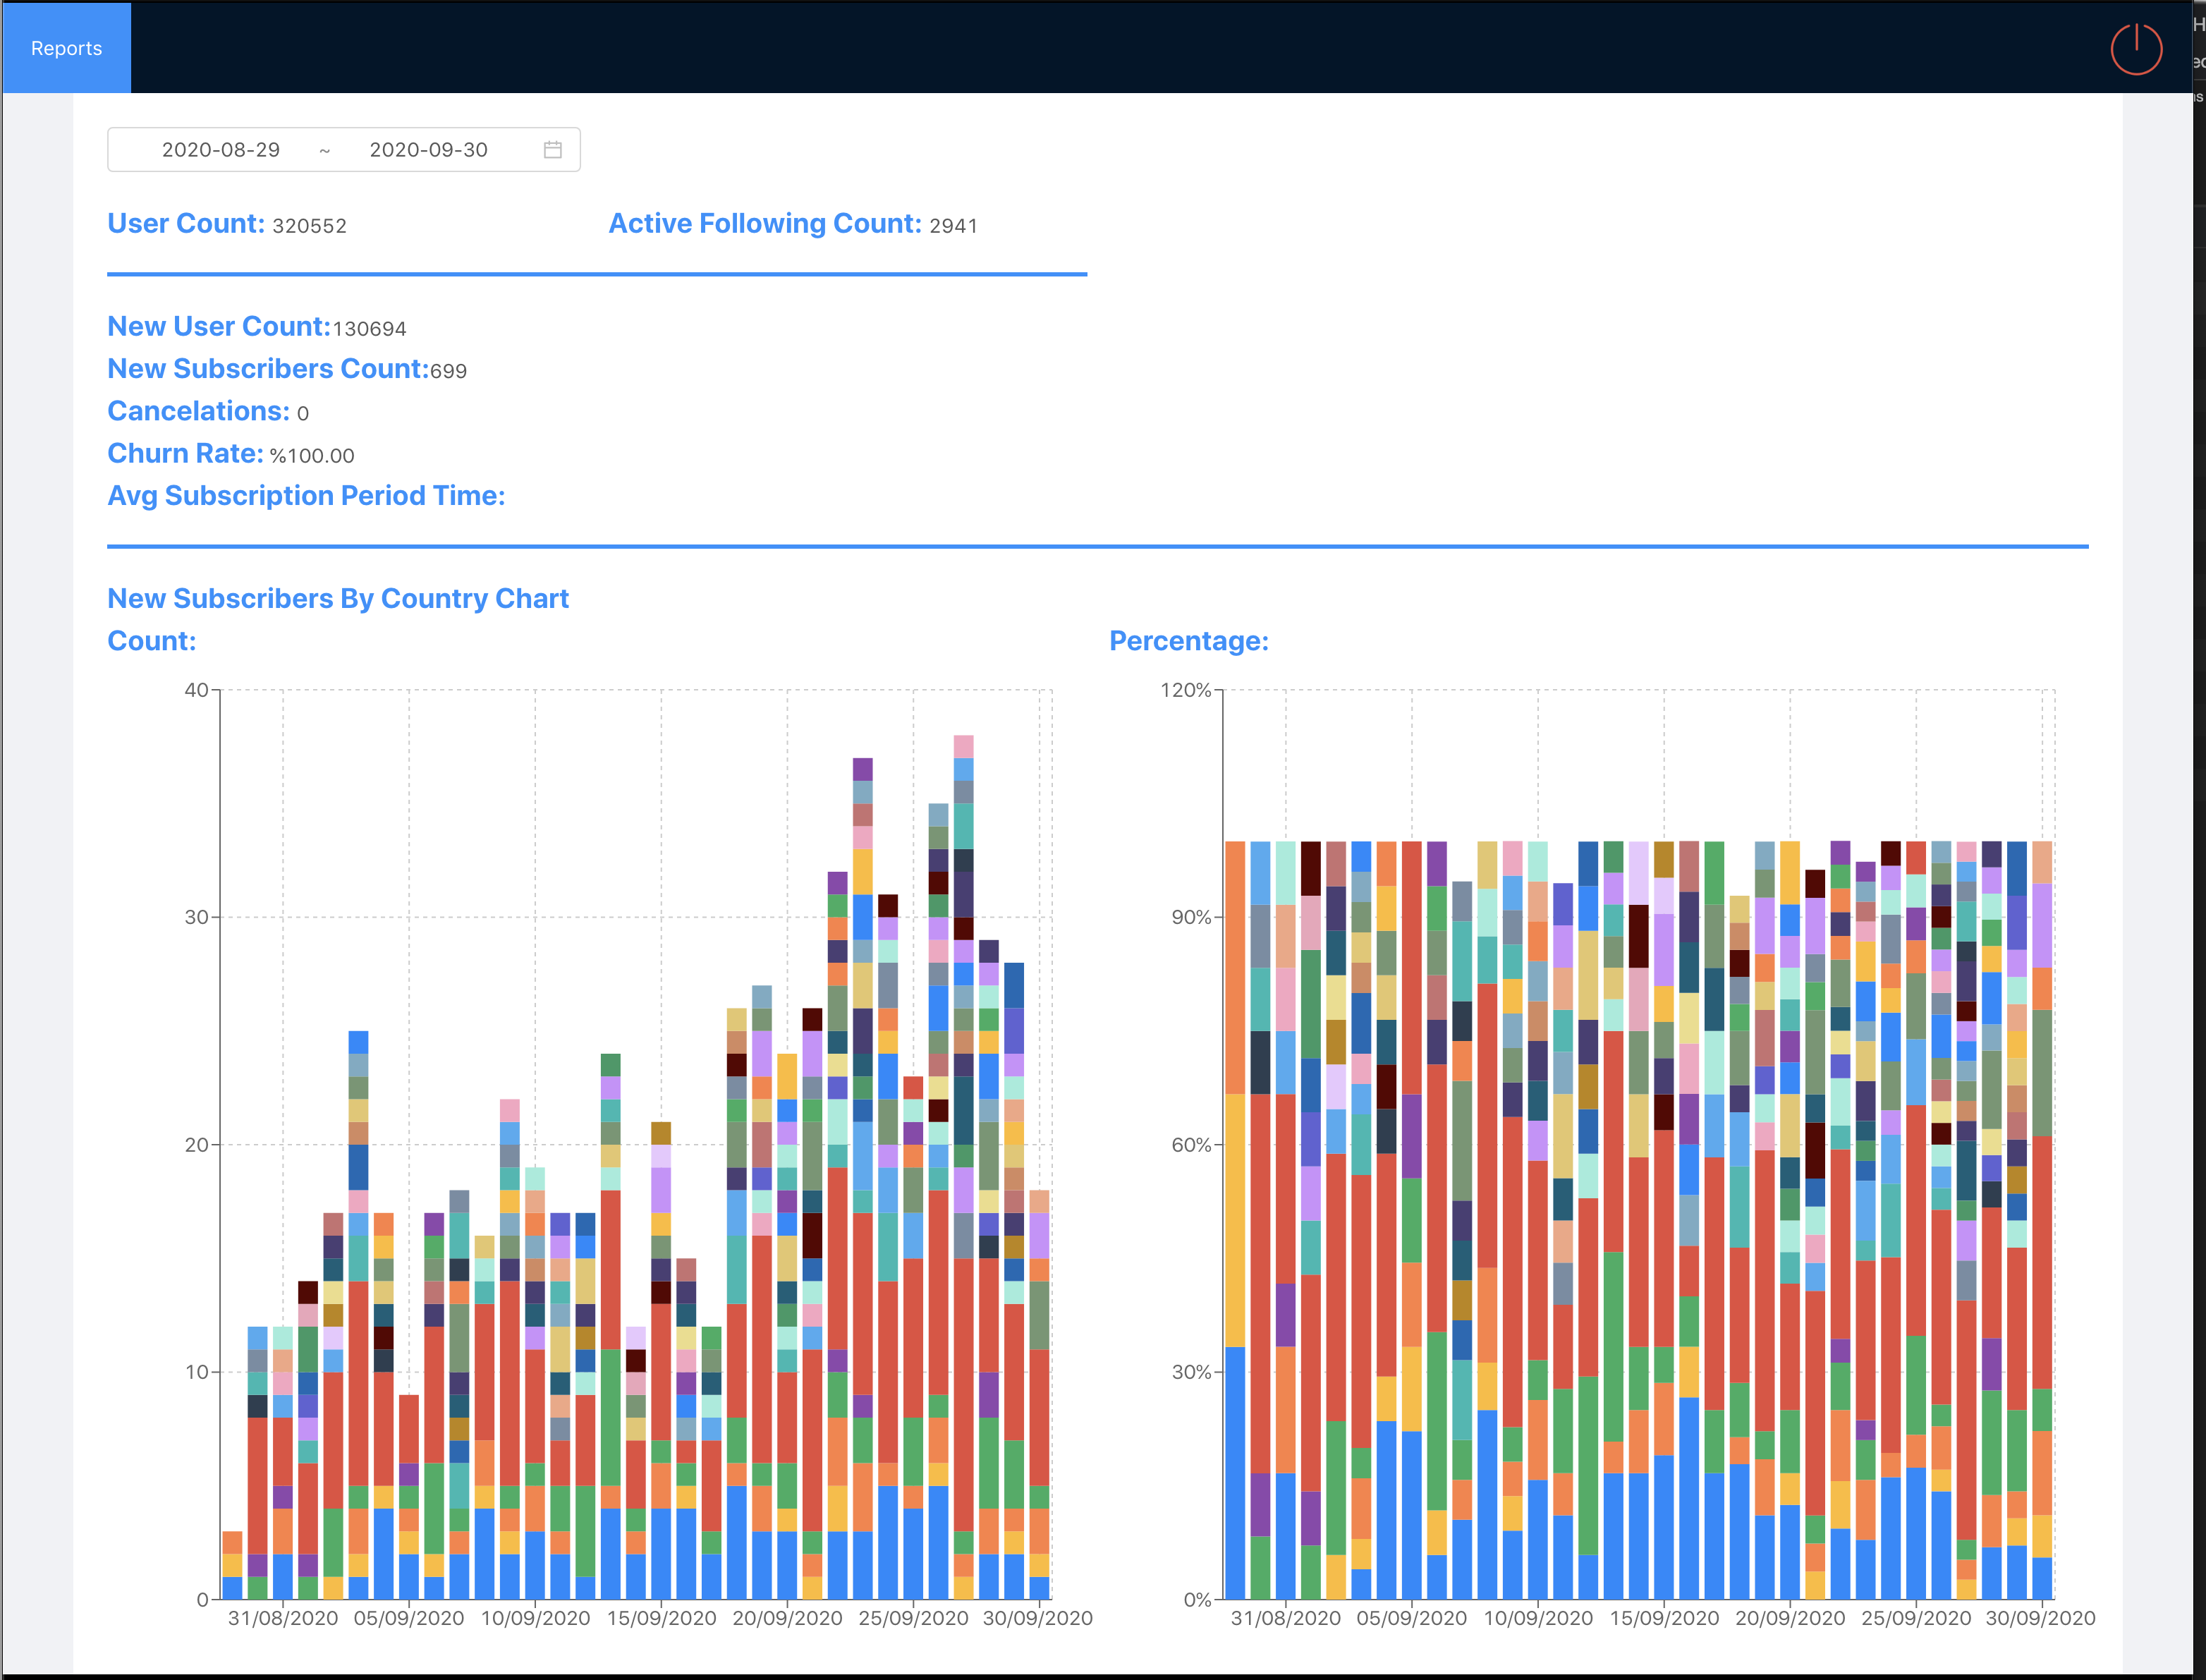 Reports
2020-08-29 ~ 2020-09-30
User Count: 320552 Active Following Count: 2941
New User Count:130694
New Subscribers Count:699
Cancelations: 0
Churn Rate: %100.00
Avg Subscription Period Time:
New Subscribers By Country Chart
Count: Percentage:
40
30
20
10
0
31/08/2020 05/09/2020 10/09/2020 15/09/2020 20/09/2020 25/09/2020 30/09/2020
120%
90%
60%
30%
0%
31/08/2020 05/09/2020 10/09/2020 15/09/2020 20/09/2020 25/09/2020 30/09/2020